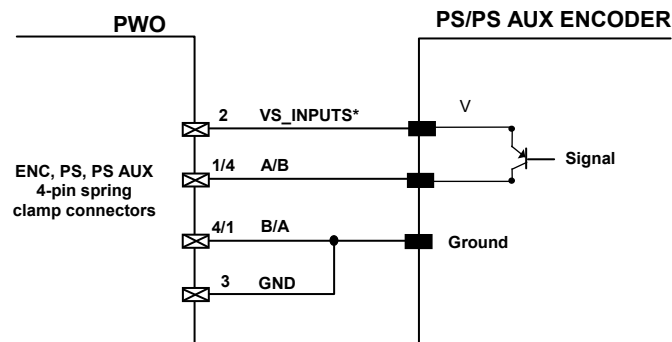 PWO
PS/PS AUX ENCODER
2 VS_INPUTS*
V
ENC, PS, PS AUX
4-pin spring
clamp connectors
1/4 A/B
Signal
4/1 B/A
Ground
3 GND